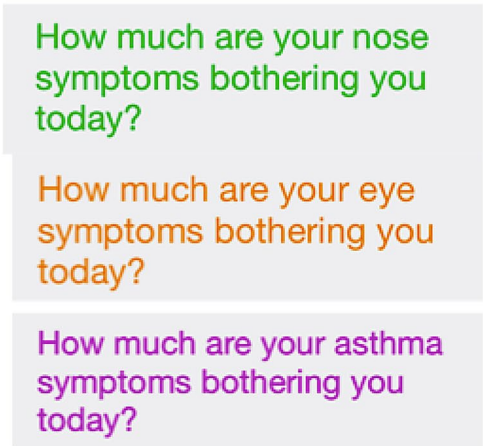 How much are your nose
symptoms bothering you
today?
How much are your eye
symptoms bothering you
today?
How much are your asthma
symptoms bothering you
today?